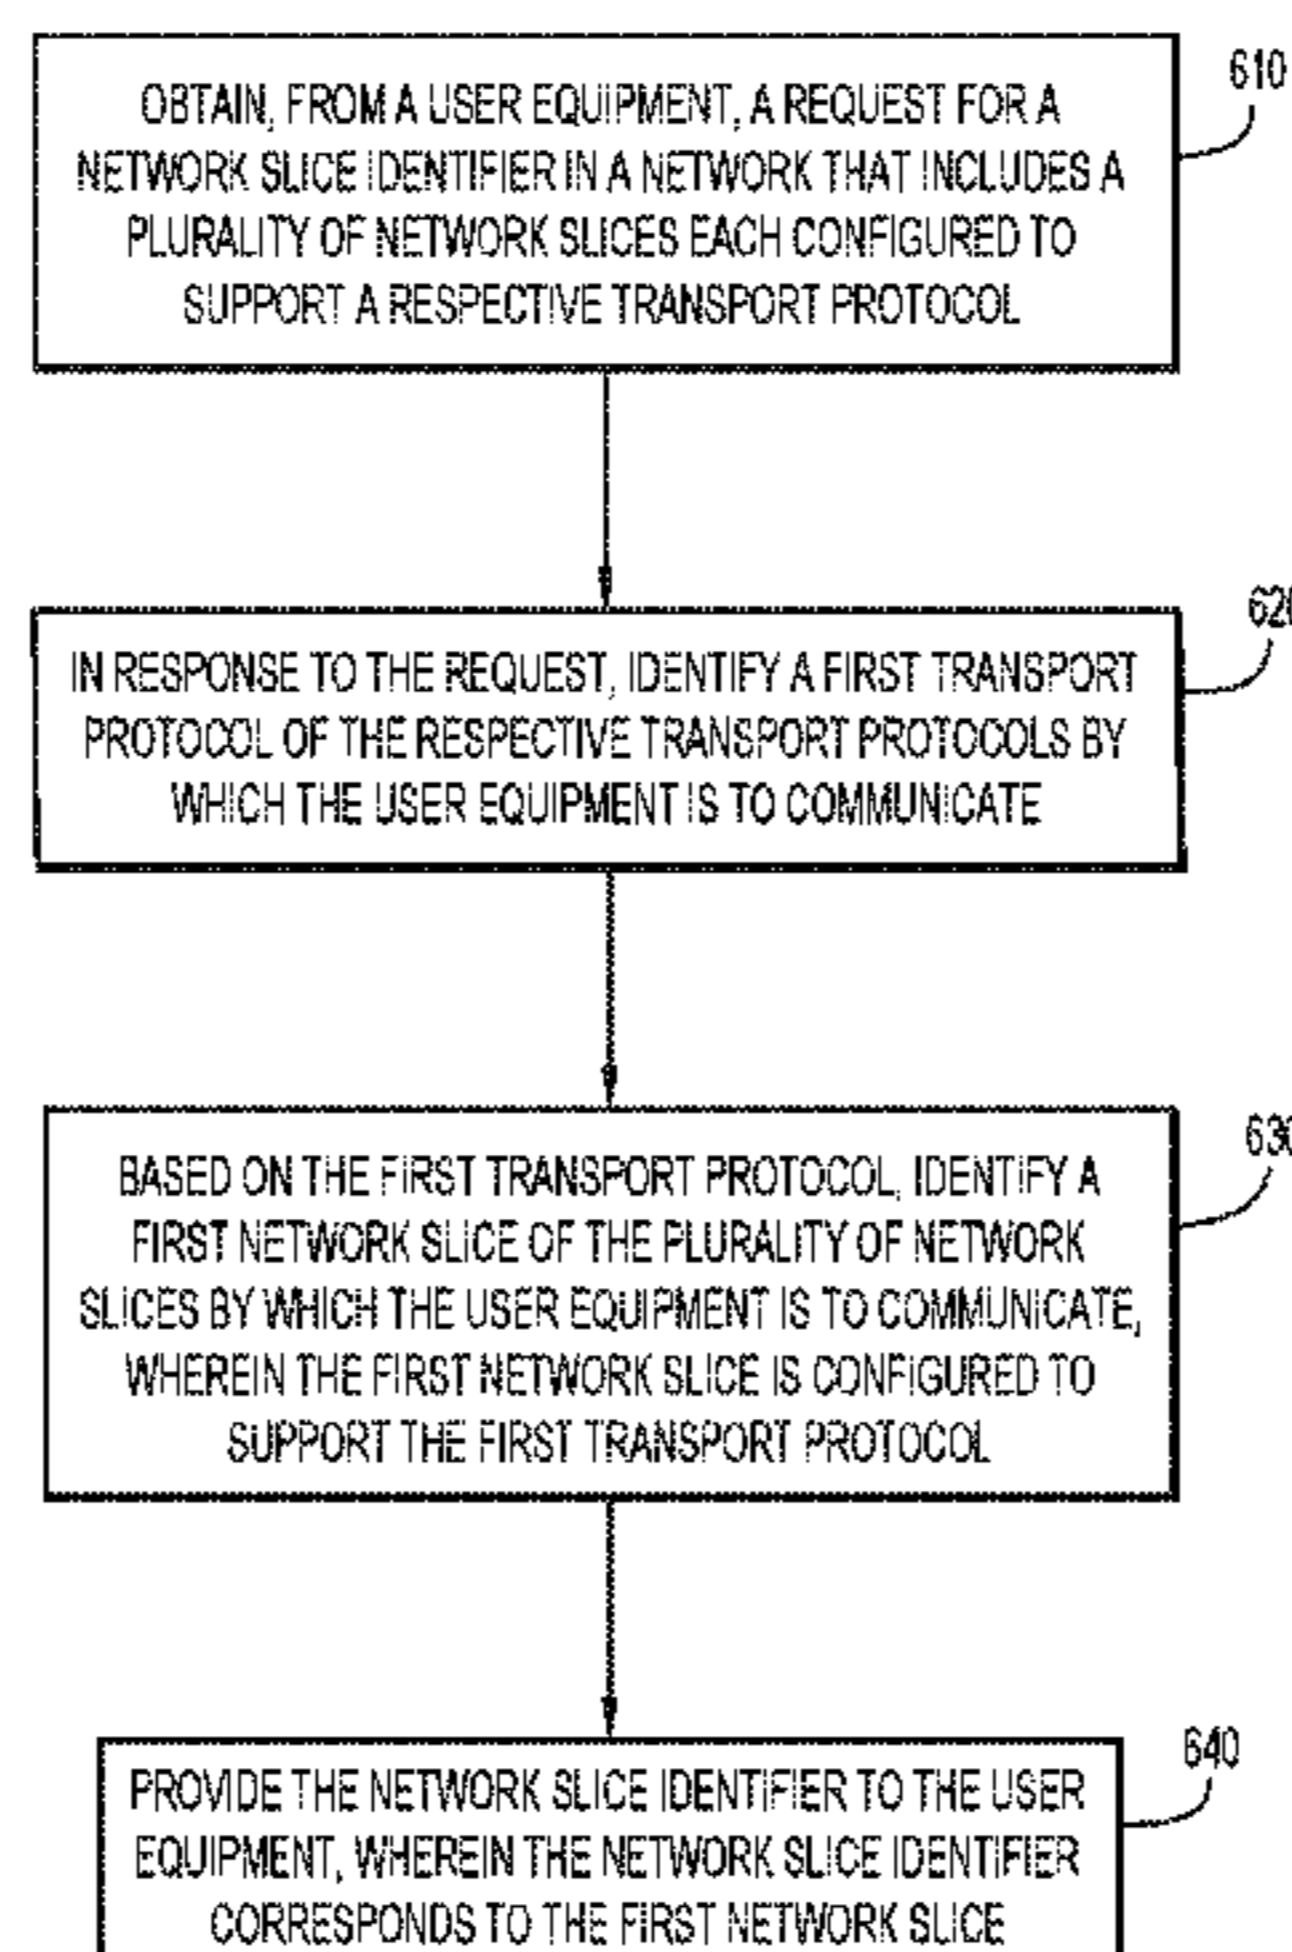 610
OBTAIN, FROM A USER EQUIPMENT, A REQUEST FOR A
NETWORK SLICE IDENTIFIER IN A NETWORK THAT INCLUDES A
PLURALITY OF NETWORK SLICES EACH CONFIGURED TO
SUPPORT A RESPECTIVE TRANSPORT PROTOCOL
620
IN RESPONSE TO THE REQUEST, IDENTIFY A FIRST TRANSPORT
PROTOCOL OF THE RESPECTIVE TRANSPORT PROTOCOLS BY
WHICH THE USER EQUIPMENT IS TO COMMUNICATE
630
BASED ON THE FIRST TRANSPORT PROTOCOL, IDENTIFY A
FIRST NETWORK SLICE OF THE PLURALITY OF NETWORK
SLICES BY WHICH THE USER EQUIPMENT IS TO COMMUNICATE,
WHEREIN THE FIRST NETWORK SLICE IS CONFIGURED TO
SUPPORT THE FIRST TRANSPORT PROTOCOL
640
PROVIDE THE NETWORK SLICE IDENTIFIER TO THE USER
EQUIPMENT, WHEREIN THE NETWORK SLICE IDENTIFIER
CORRESPONDS TO THE FIRST NETWORK SLICE